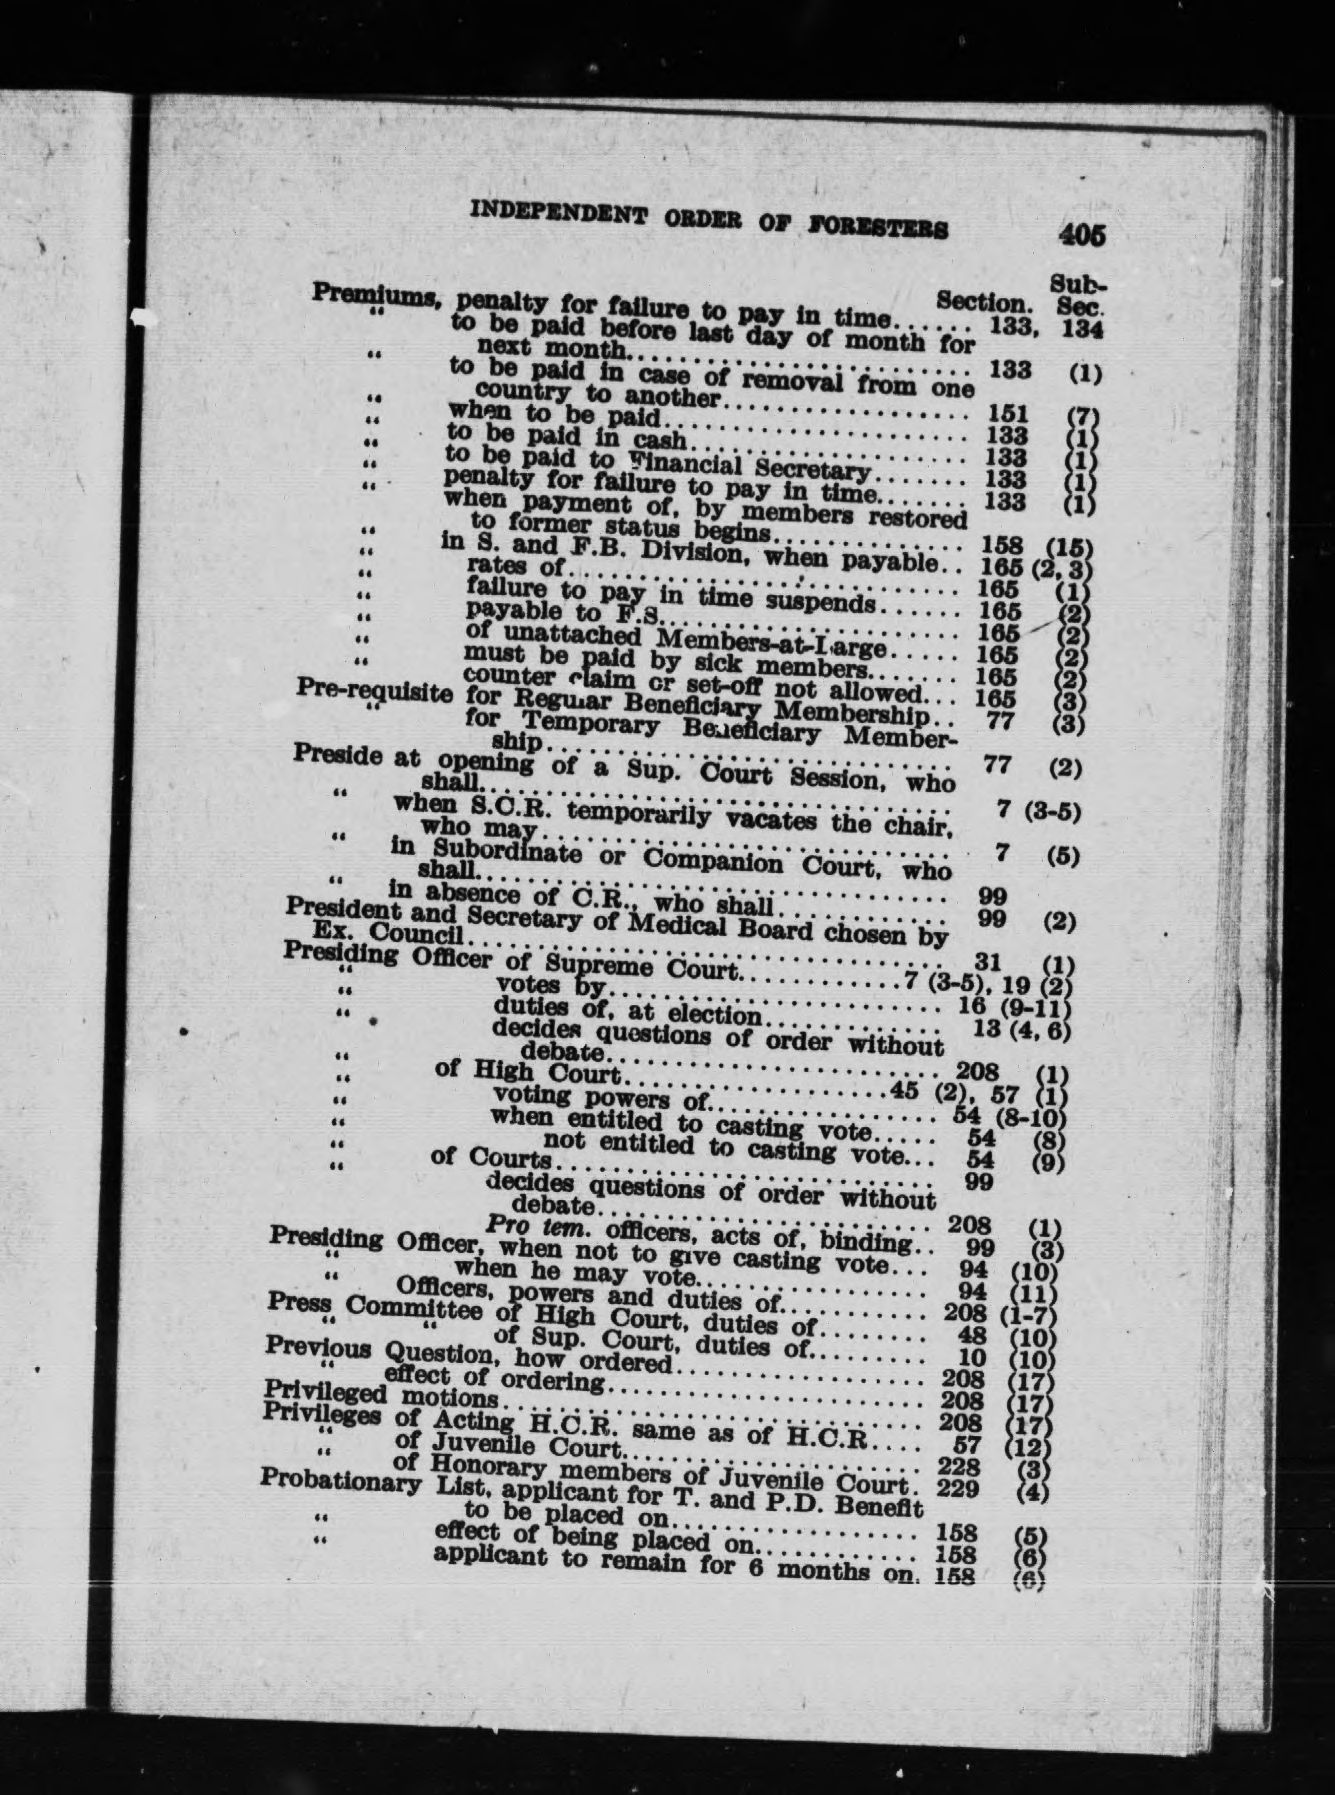 INDEPENDENT ORDER OF FORESTERS 405
Sub-
Section. Sec.
Premiums, penalty for failure to pay in time...... 133, 134
" to be paid before last day of month for
next month.............................. 133 (1)
" to be paid in case of removal from one
country to another.................. 151 (7)
" when to be paid...................... 133 (1)
" to be paid in cash.................... 133 (1)
" to be paid to Financial Secretary....... 133 (1)
" penalty for failure to pay in time....... 133 (1)
" when payment of, by members restored
to former status begins.............. 158 (15)
" in S. and F.B. Division, when payable.. 165 (2, 3)
" rates of............................ 165 (1)
" failure to pay in time suspends...... 165 (2)
" payable to F.S...................... 165 (2)
" of unattached Members-at-Large..... 165 (2)
" must be paid by sick members....... 165 (2)
" counter claim or set-off not allowed... 165 (3)
Pre-requisite for Regular Beneficiary Membership.. 77 (3)
" for Temporary Beneficiary Member-
ship.............................. 77 (2)
Preside at opening of a Sup. Court Session, who
shall.................................. 7 (3-5)
" when S.C.R. temporarily vacates the chair,
who may.............................. 7 (5)
" in Subordinate or Companion Court, who
shall.................................. 99
" in absence of C.R., who shall............. 99 (2)
President and Secretary of Medical Board chosen by
Ex. Council.................................. 31 (1)
Presiding Officer of Supreme Court............7 (3-5), 19 (2)
" votes by........................ 16 (9-11)
" duties of, at election.............. 13 (4, 6)
" decides questions of order without
debate........................ 208 (1)
" of High Court...................45 (2), 57 (1)
" voting powers of................. 54 (8-10)
" when entitled to casting vote..... 54 (8)
" not entitled to casting vote... 54 (9)
" of Courts........................... 99
" decides questions of order without
debate........................ 208 (1)
Pro tem. officers, acts of, binding.. 99 (3)
Presiding Officer, when not to give casting vote... 94 (10)
" when he may vote................. 94 (11)
" Officers, powers and duties of........... 208 (1-7)
Press Committee of High Court, duties of........ 48 (10)
" " of Sup. Court, duties of......... 10 (10)
Previous Question, how ordered.................. 208 (17)
" effect of ordering...................... 208 (17)
Privileged motions.............................. 208 (17)
Privileges of Acting H.C.R. same as of H.C.R.... 57 (12)
" of Juvenile Court..................... 228 (3)
" of Honorary members of Juvenile Court. 229 (4)
Probationary List, applicant for T. and P.D. Benefit
to be placed on................. 158 (5)
" effect of being placed on............ 158 (6)
" applicant to remain for 6 months on. 158 (6)